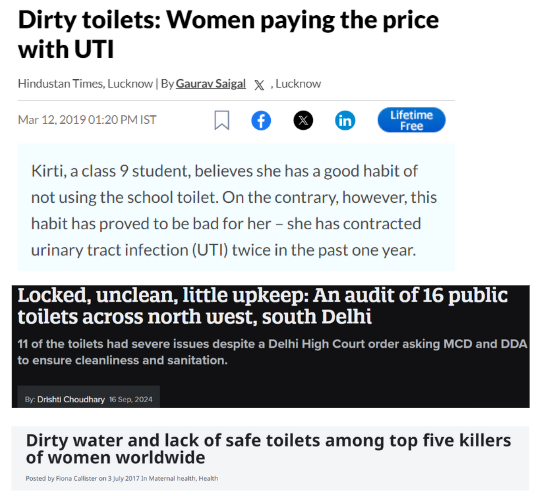 Dirty toilets: Women paying the price
with UTI
Hindustan Times, Lucknow | By Gaurav Saigal X , Lucknow
Mar 12, 2019 01:20 PM IST
Lifetime
Free
Kirti, a class 9 student, believes she has a good habit of
not using the school toilet. On the contrary, however, this
habit has proved to be bad for her – she has contracted
urinary tract infection (UTI) twice in the past one year.
Locked, unclean, little upkeep: An audit of 16 public
toilets across north west, south Delhi
11 of the toilets had severe issues despite a Delhi High Court order asking MCD and DDA
to ensure cleanliness and sanitation.
By: Drishti Choudhary 16 Sep, 2024
Dirty water and lack of safe toilets among top five killers
of women worldwide
Posted by Fiona Callister on 3 July 2017 In Maternal health, Health